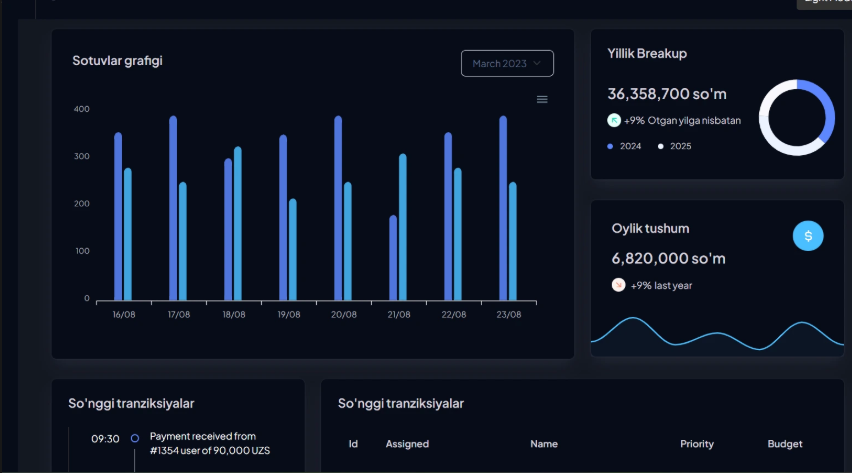 Sotuvlar grafigi
March 2023
400
300
200
100
0
16/08 17/08 18/08 19/08 20/08 21/08 22/08 23/08
Yillik Breakup
36,358,700 so'm
+9% Otgan yilga nisbatan
2024 2025
Oylik tushum
$
6,820,000 so'm
+9% last year
So'nggi tranziksiyalar
09:30 Payment received from
#1354 user of 90,000 UZS
So'nggi tranziksiyalar
Id Assigned Name Priority Budget